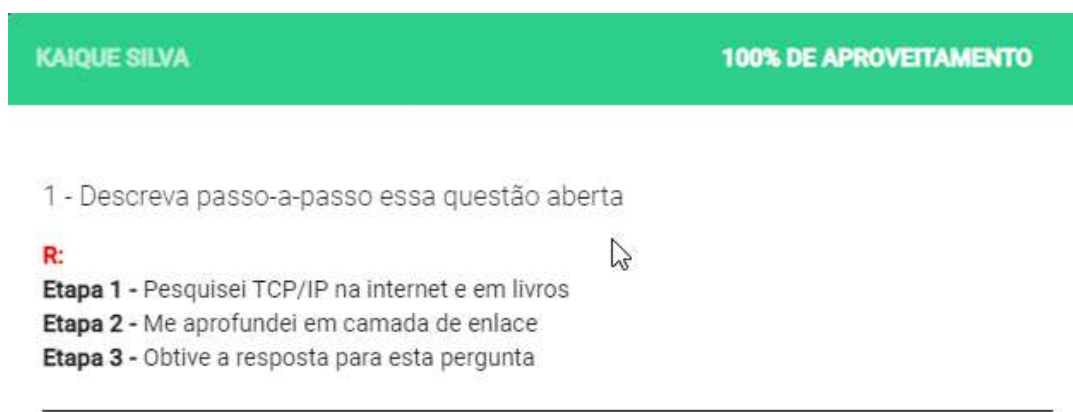 KAIQUE SILVA
100% DE APROVEITAMENTO
1 - Descreva passo-a-passo essa questão aberta
R:
Etapa 1 - Pesquisei TCP/IP na internet e em livros
Etapa 2 - Me aprofundei em camada de enlace
Etapa 3 - Obtive a resposta para esta pergunta